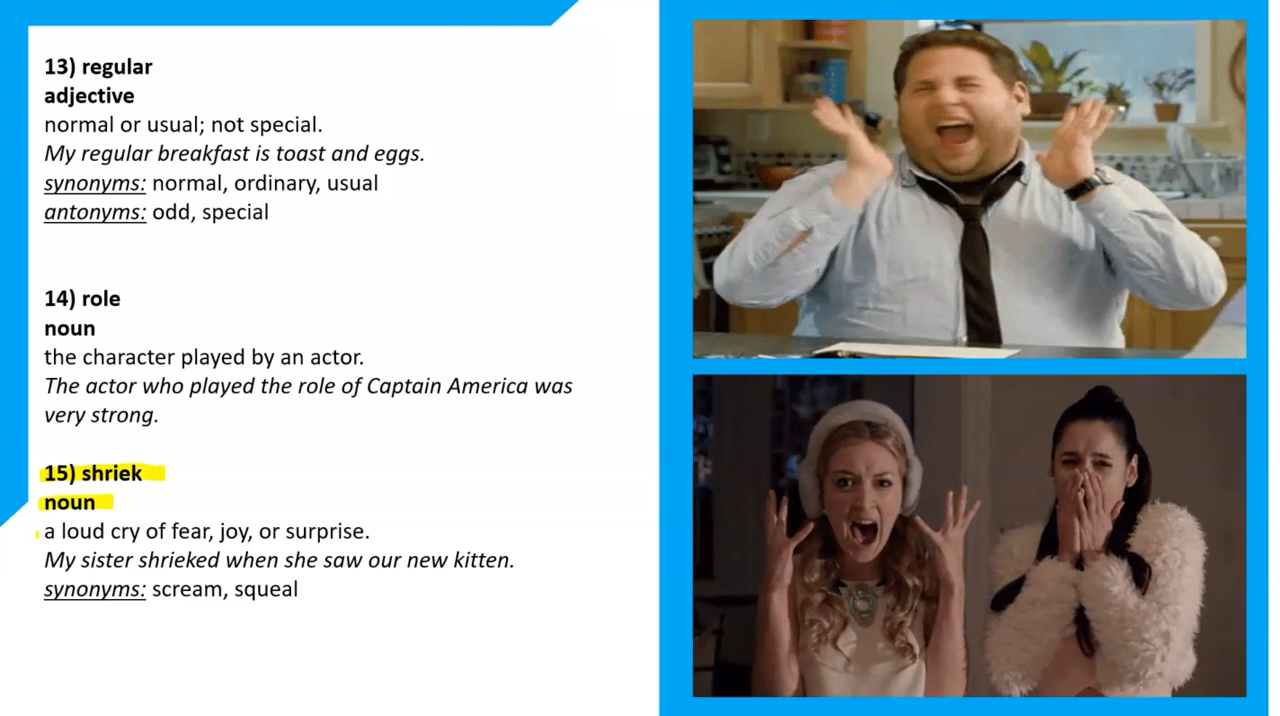 13) regular
adjective
normal or usual; not special.
My regular breakfast is toast and eggs.
synonyms: normal, ordinary, usual
antonyms: odd, special
14) role
noun
the character played by an actor.
The actor who played the role of Captain America was
very strong.
15) shriek
noun
a loud cry of fear, joy, or surprise.
My sister shrieked when she saw our new kitten.
synonyms: scream, squeal